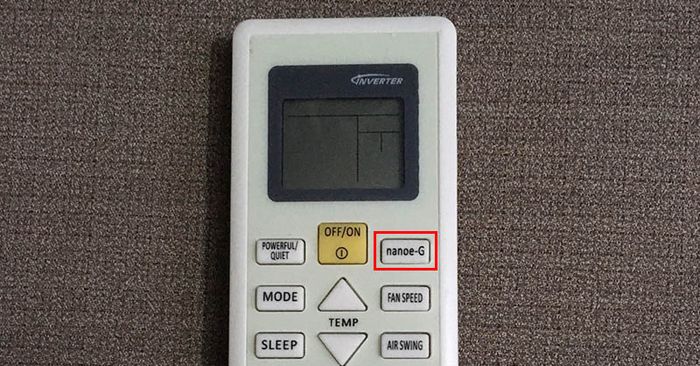 INVERTER
OFF/ON
POWERFUL/
QUIET
nanoe-G
MODE
FAN SPEED
TEMP
SLEEP
AIR SWING